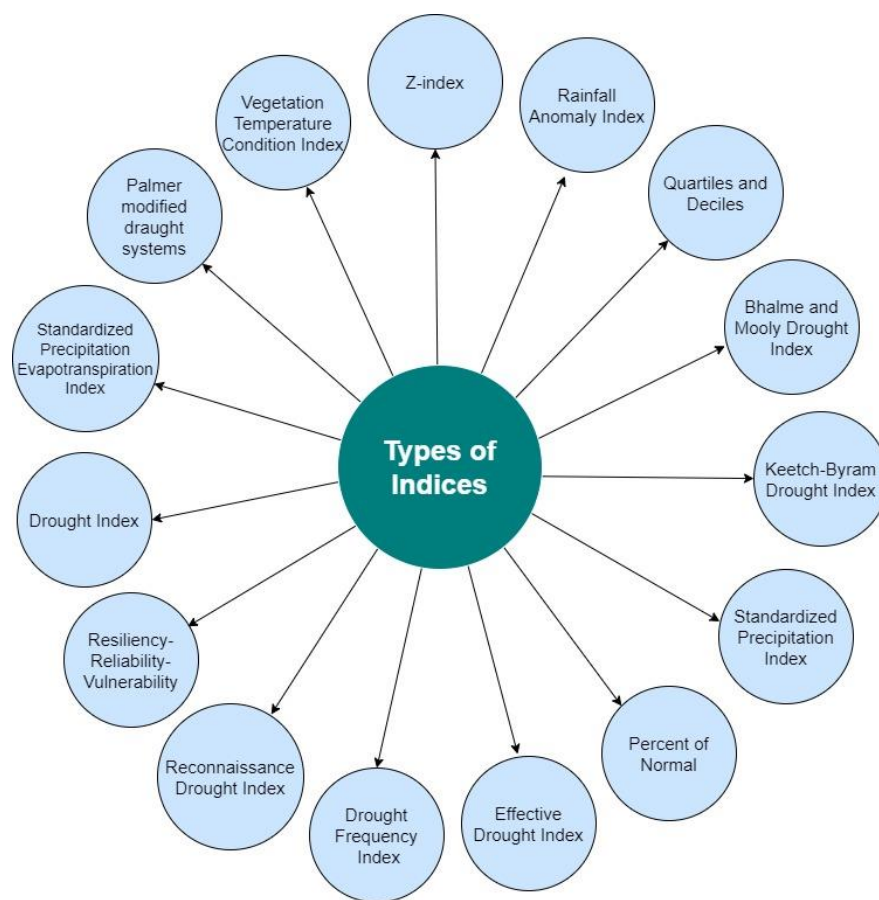 Z-index
Rainfall
Anomaly Index
Quartiles and
Deciles
Bhalme and
Mooly Drought
Index
Keetch-Byram
Drought Index
Standardized
Precipitation
Index
Percent of
Normal
Effective
Drought Index
Drought
Frequency
Index
Reconnaissance
Drought Index
Resiliency-
Reliability-
Vulnerability
Drought Index
Standardized
Precipitation
Evapotranspiration
Index
Palmer
modified
draught
systems
Vegetation
Temperature
Condition Index
Types of
Indices